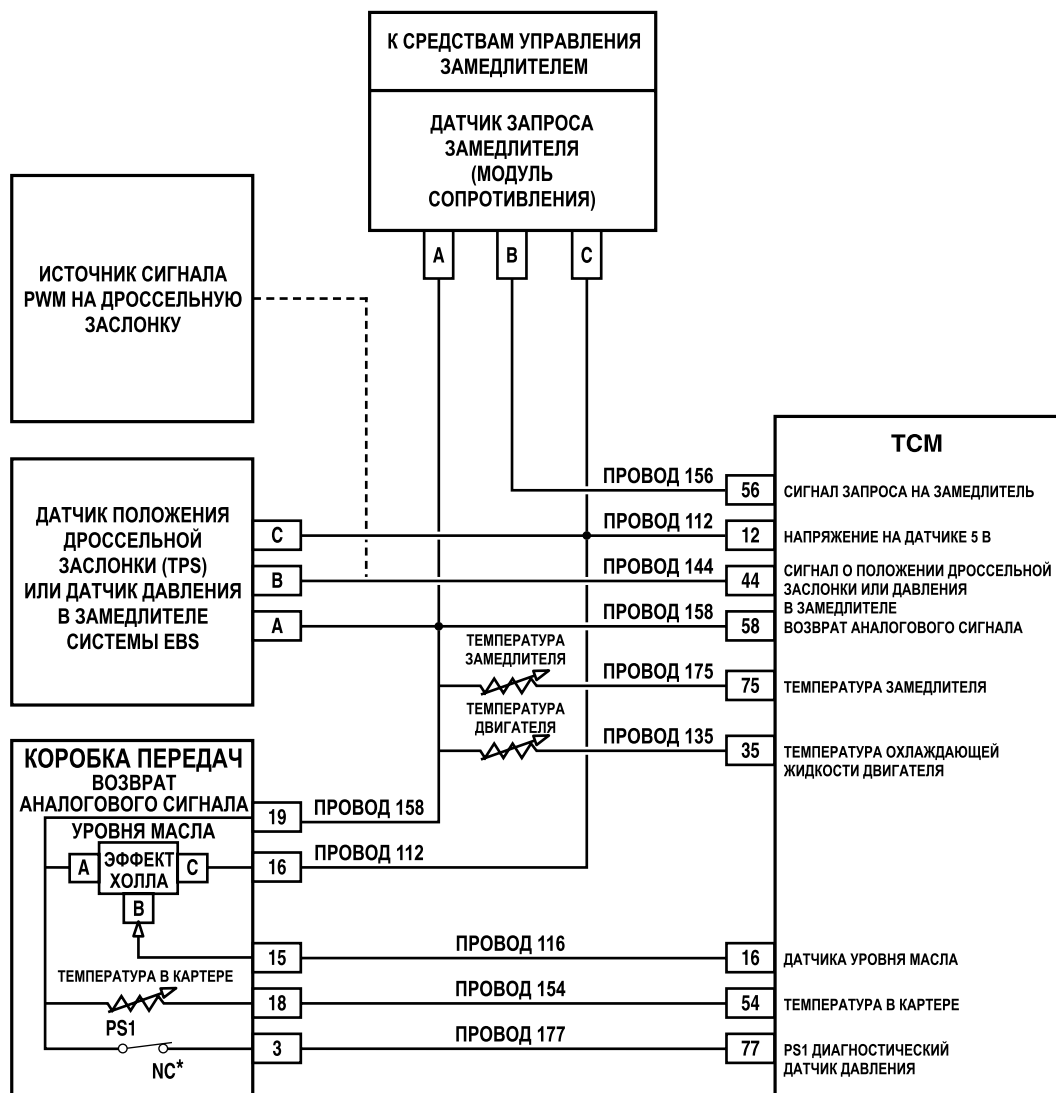 К СРЕДСТВАМ УПРАВЛЕНИЯ
ЗАМЕДЛИТЕЛЕМ
ДАТЧИК ЗАПРОСА
ЗАМЕДЛИТЕЛЯ
(МОДУЛЬ
СОПРОТИВЛЕНИЯ)
A
B
C
ИСТОЧНИК СИГНАЛА
PWM НА ДРОССЕЛЬНУЮ
ЗАСЛОНКУ
ДАТЧИК ПОЛОЖЕНИЯ
ДРОССЕЛЬНОЙ
ЗАСЛОНКИ (TPS)
ИЛИ ДАТЧИК ДАВЛЕНИЯ
В ЗАМЕДЛИТЕЛЕ
СИСТЕМЫ EBS
C
B
A
TCM
ПРОВОД 156
56
СИГНАЛ ЗАПРОСА НА ЗАМЕДЛИТЕЛЬ
ПРОВОД 112
12
НАПРЯЖЕНИЕ НА ДАТЧИКЕ 5 В
ПРОВОД 144
44
СИГНАЛ О ПОЛОЖЕНИИ ДРОССЕЛЬНОЙ
ЗАСЛОНКИ ИЛИ ДАВЛЕНИЯ
В ЗАМЕДЛИТЕЛЕ
ПРОВОД 158
58
ВОЗВРАТ АНАЛОГОВОГО СИГНАЛА
ТЕМПЕРАТУРА
ЗАМЕДЛИТЕЛЯ
ПРОВОД 175
75
ТЕМПЕРАТУРА ЗАМЕДЛИТЕЛЯ
ТЕМПЕРАТУРА
ДВИГАТЕЛЯ
ПРОВОД 135
35
ТЕМПЕРАТУРА ОХЛАЖДАЮЩЕЙ
ЖИДКОСТИ ДВИГАТЕЛЯ
КОРОБКА ПЕРЕДАЧ
ВОЗВРАТ
АНАЛОГОВОГО СИГНАЛА
19
ПРОВОД 158
УРОВНЯ МАСЛА
A
ЭФФЕКТ
ХОЛЛА
C
B
16
ПРОВОД 112
15
ПРОВОД 116
16
ДАТЧИКА УРОВНЯ МАСЛА
ТЕМПЕРАТУРА В КАРТЕРЕ
18
ПРОВОД 154
54
ТЕМПЕРАТУРА В КАРТЕРЕ
PS1
NC*
3
ПРОВОД 177
77
PS1 ДИАГНОСТИЧЕСКИЙ
ДАТЧИК ДАВЛЕНИЯ